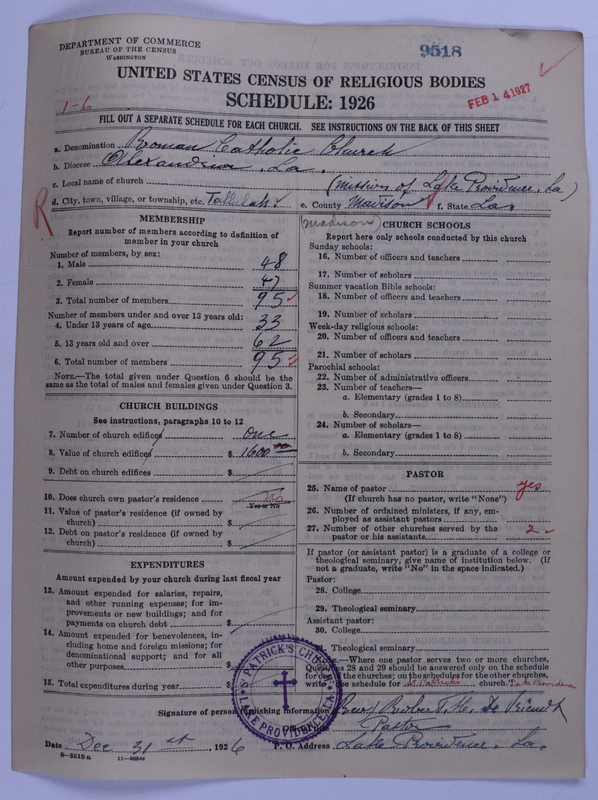 DEPARTMENT OF COMMERCE
BUREAU OF THE CENSUS
WASHINGTON
9518
UNITED STATES CENSUS OF RELIGIOUS BODIES
SCHEDULE: 1926
FEB 14 1927
1-6
FILL OUT A SEPARATE SCHEDULE FOR EACH CHURCH. SEE INSTRUCTIONS ON THE BACK OF THIS SHEET
a. Denomination Roman Catholic Church
b. Diocese Alexandria, La.
c. Local name of church (mission of Lake Providence, La)
d. City, town, village, or township, etc. Tallulah e. County Madison f. State La.
R
MEMBERSHIP
Report number of members according to definition of member in your church
Number of members, by sex:
1. Male 48
2. Female 47
3. Total number of members 95
Number of members under and over 13 years old:
4. Under 13 years of age 33
5. 13 years old and over 62
6. Total number of members 95
NOTE.—The total given under Question 6 should be the
same as the total of males and females given under Question 3.
CHURCH BUILDINGS
See instructions, paragraphs 10 to 12
7. Number of church edifices one
8. Value of church edifices $ 1600.00
9. Debt on church edifices $
10. Does church own pastor's residence No
Yes or No
11. Value of pastor's residence (if owned by
church) $
12. Debt on pastor's residence (if owned by
church) $
EXPENDITURES
Amount expended by your church during last fiscal year
13. Amount expended for salaries, repairs,
and other running expenses; for im-
provements or new buildings; and for
payments on church debt $
14. Amount expended for benevolences, in-
cluding home and foreign missions; for
denominational support; and for all
other purposes $
15. Total expenditures during year $
(Madison)
CHURCH SCHOOLS
Report here only schools conducted by this church
Sunday schools:
16. Number of officers and teachers
17. Number of scholars
Summer vacation Bible schools:
18. Number of officers and teachers
19. Number of scholars
Week-day religious schools:
20. Number of officers and teachers
21. Number of scholars
Parochial schools:
22. Number of administrative officers
23. Number of teachers—
a. Elementary (grades 1 to 8)
b. Secondary
24. Number of scholars—
a. Elementary (grades 1 to 8)
b. Secondary
PASTOR
25. Name of pastor yes
(If church has no pastor, write "None")
26. Number of ordained ministers, if any, em-
ployed as assistant pastors
27. Number of other churches served by the
pastor or his assistants 2
If pastor (or assistant pastor) is a graduate of a college or
theological seminary, give name of institution below. (If
not a graduate, write "No" in the space indicated.)
Pastor:
28. College
29. Theological seminary
Assistant pastor:
30. College
Theological seminary
—Where one pastor serves two or more churches,
28 and 29 should be answered only on the schedule
for one the churches; on the schedules for the other churches,
write schedule for St Patricks church." Lake Providence
ST. PATRICK'S CHURCH
LAKE PROVIDENCE, LA.
Signature of person furnishing information Rev. Robert H. De Vriendt
Pastor
Date Dec 31st, 1926 P. O. Address Lake Providence, La.
8-5518a 11-9584a